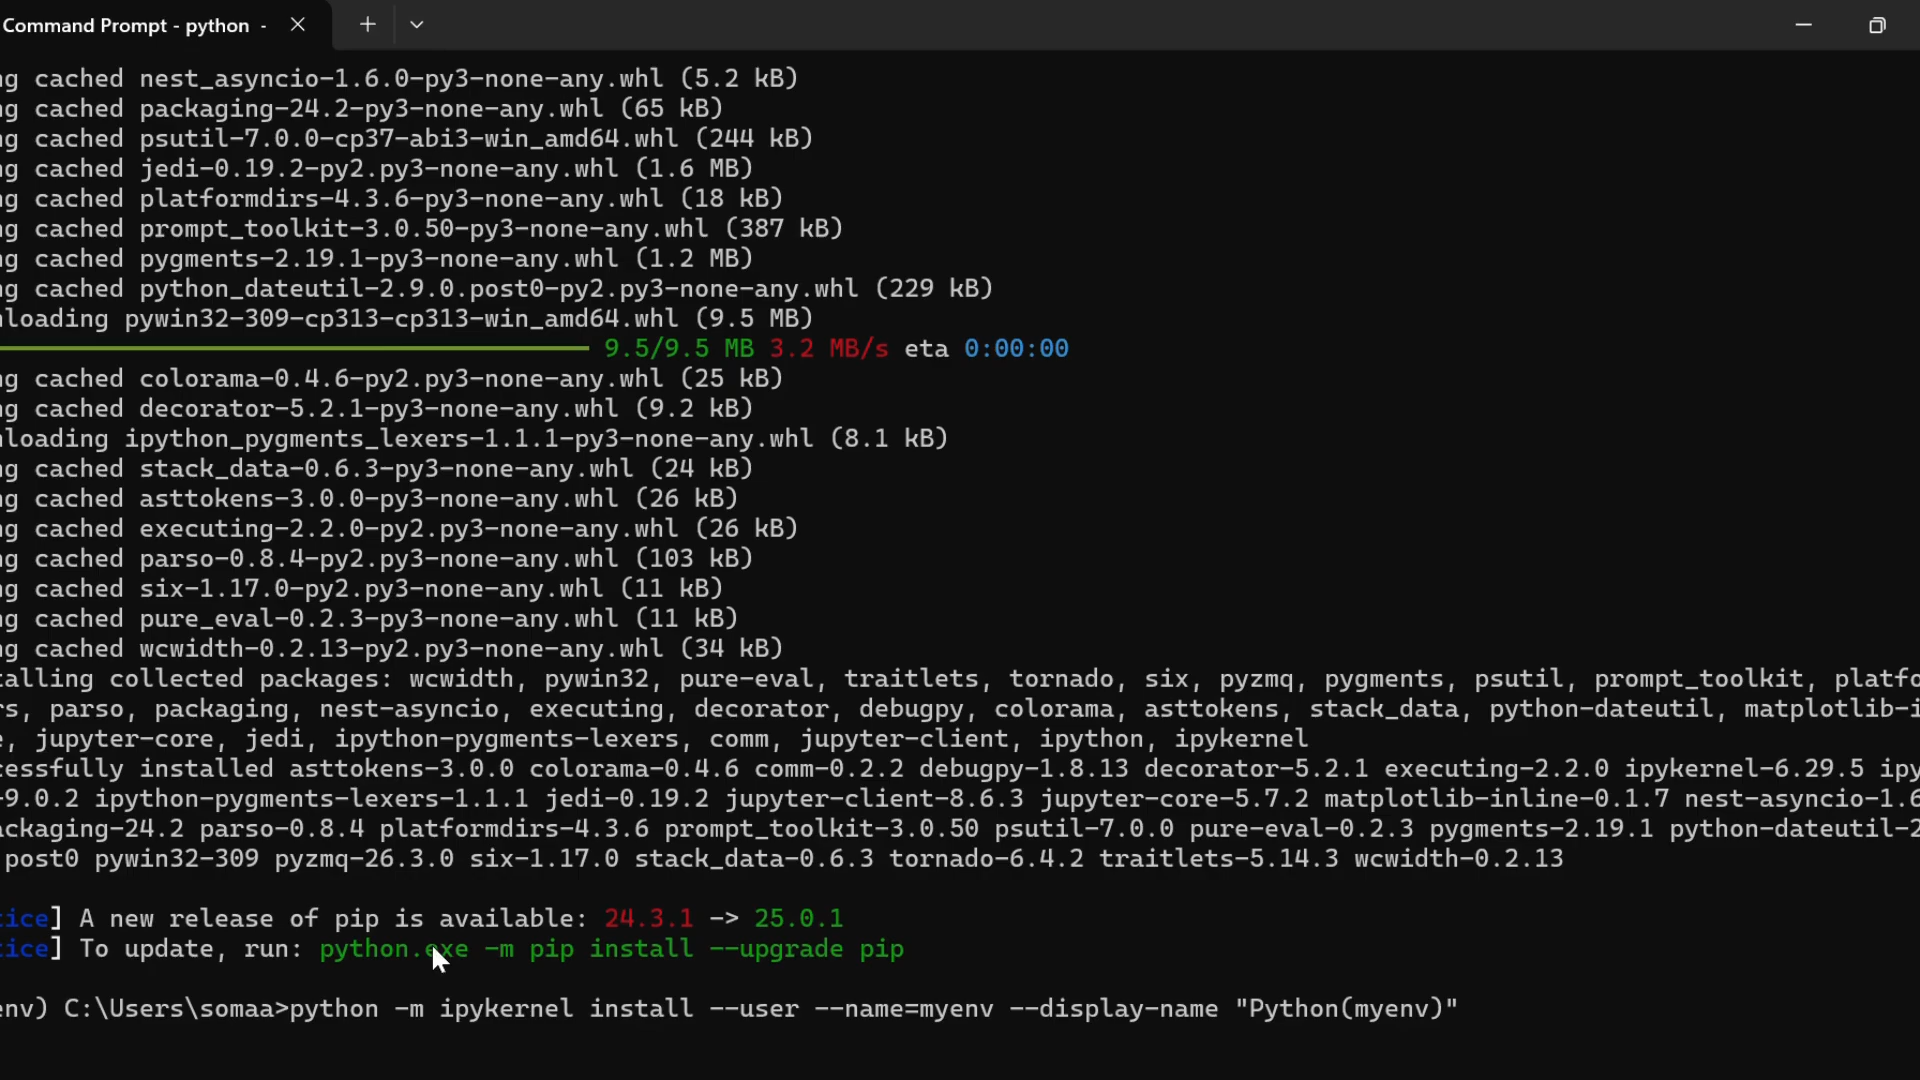 Command Prompt - python -
ng cached nest_asyncio-1.6.0-py3-none-any.whl (5.2 kB)
ng cached packaging-24.2-py3-none-any.whl (65 kB)
ng cached psutil-7.0.0-cp37-abi3-win_amd64.whl (244 kB)
ng cached jedi-0.19.2-py2.py3-none-any.whl (1.6 MB)
ng cached platformdirs-4.3.6-py3-none-any.whl (18 kB)
ng cached prompt_toolkit-3.0.50-py3-none-any.whl (387 kB)
ng cached pygments-2.19.1-py3-none-any.whl (1.2 MB)
ng cached python_dateutil-2.9.0.post0-py2.py3-none-any.whl (229 kB)
loading pywin32-309-cp313-cp313-win_amd64.whl (9.5 MB)
9.5/9.5 MB 3.2 MB/s eta 0:00:00
ng cached colorama-0.4.6-py2.py3-none-any.whl (25 kB)
ng cached decorator-5.2.1-py3-none-any.whl (9.2 kB)
loading ipython_pygments_lexers-1.1.1-py3-none-any.whl (8.1 kB)
ng cached stack_data-0.6.3-py3-none-any.whl (24 kB)
ng cached asttokens-3.0.0-py3-none-any.whl (26 kB)
ng cached executing-2.2.0-py2.py3-none-any.whl (26 kB)
ng cached parso-0.8.4-py2.py3-none-any.whl (103 kB)
ng cached six-1.17.0-py2.py3-none-any.whl (11 kB)
ng cached pure_eval-0.2.3-py3-none-any.whl (11 kB)
ng cached wcwidth-0.2.13-py2.py3-none-any.whl (34 kB)
alling collected packages: wcwidth, pywin32, pure-eval, traitlets, tornado, six, pyzmq, pygments, psutil, prompt_toolkit, platfo
rs, parso, packaging, nest-asyncio, executing, decorator, debugpy, colorama, asttokens, stack_data, python-dateutil, matplotlib-i
e, jupyter-core, jedi, ipython-pygments-lexers, comm, jupyter-client, ipython, ipykernel
cessfully installed asttokens-3.0.0 colorama-0.4.6 comm-0.2.2 debugpy-1.8.13 decorator-5.2.1 executing-2.2.0 ipykernel-6.29.5 ipy
-9.0.2 ipython-pygments-lexers-1.1.1 jedi-0.19.2 jupyter-client-8.6.3 jupyter-core-5.7.2 matplotlib-inline-0.1.7 nest-asyncio-1.6
ackaging-24.2 parso-0.8.4 platformdirs-4.3.6 prompt_toolkit-3.0.50 psutil-7.0.0 pure-eval-0.2.3 pygments-2.19.1 python-dateutil-2
post0 pywin32-309 pyzmq-26.3.0 six-1.17.0 stack_data-0.6.3 tornado-6.4.2 traitlets-5.14.3 wcwidth-0.2.13
tice] A new release of pip is available: 24.3.1 -> 25.0.1
tice] To update, run: python.exe -m pip install --upgrade pip
env) C:\Users\somaa>python -m ipykernel install --user --name=myenv --display-name "Python(myenv)"